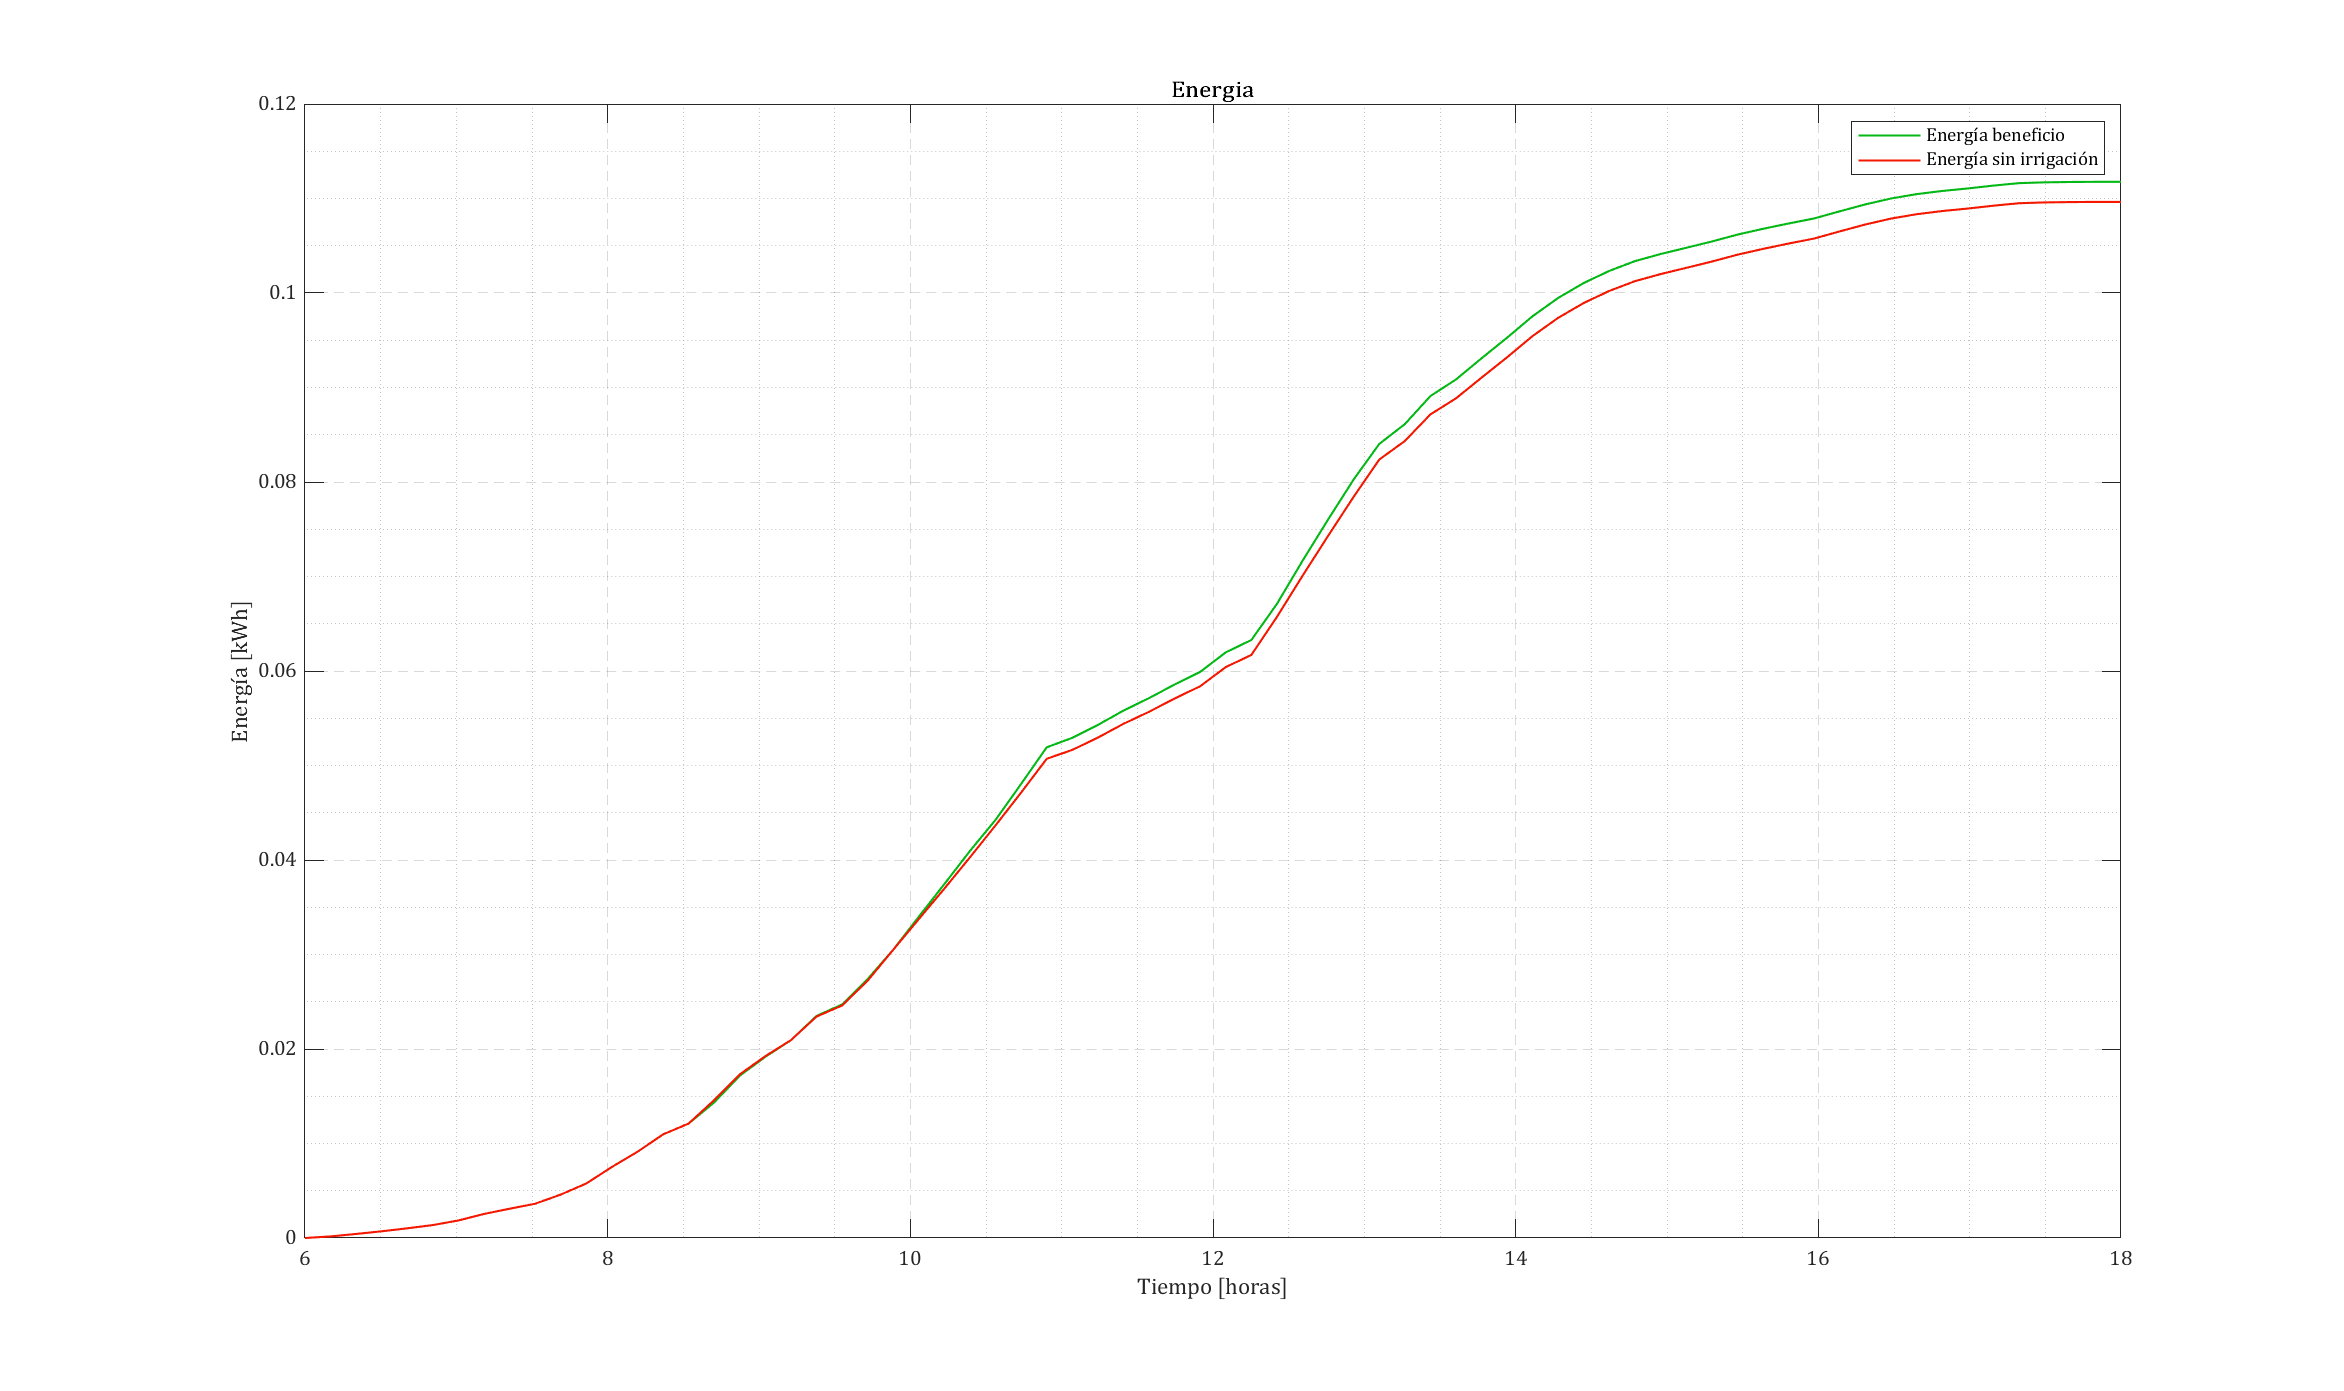 Energia
0.12
0.1
0.08
0.06
0.04
0.02
0
Energía [kWh]
Energía beneficio
Energía sin irrigación
6 8 10 12 14 16 18
Tiempo [horas]